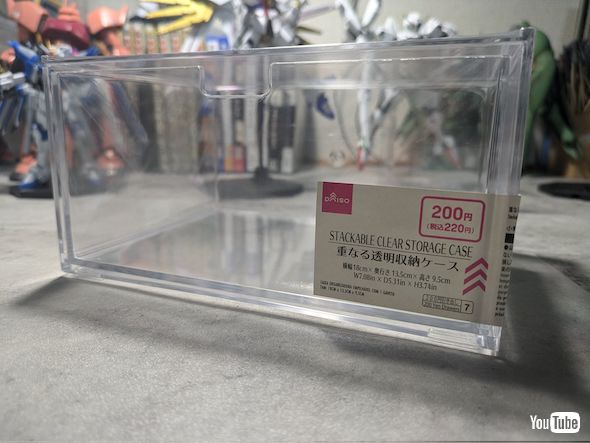 DAISO
200円
(税込220円)
STACKABLE CLEAR STORAGE CASE
重なる透明収納ケース
横幅18cm× 奥行き13.5cm× 高さ9.5cm
W7.08in × D5.31in × H3.74in
7
YouTube